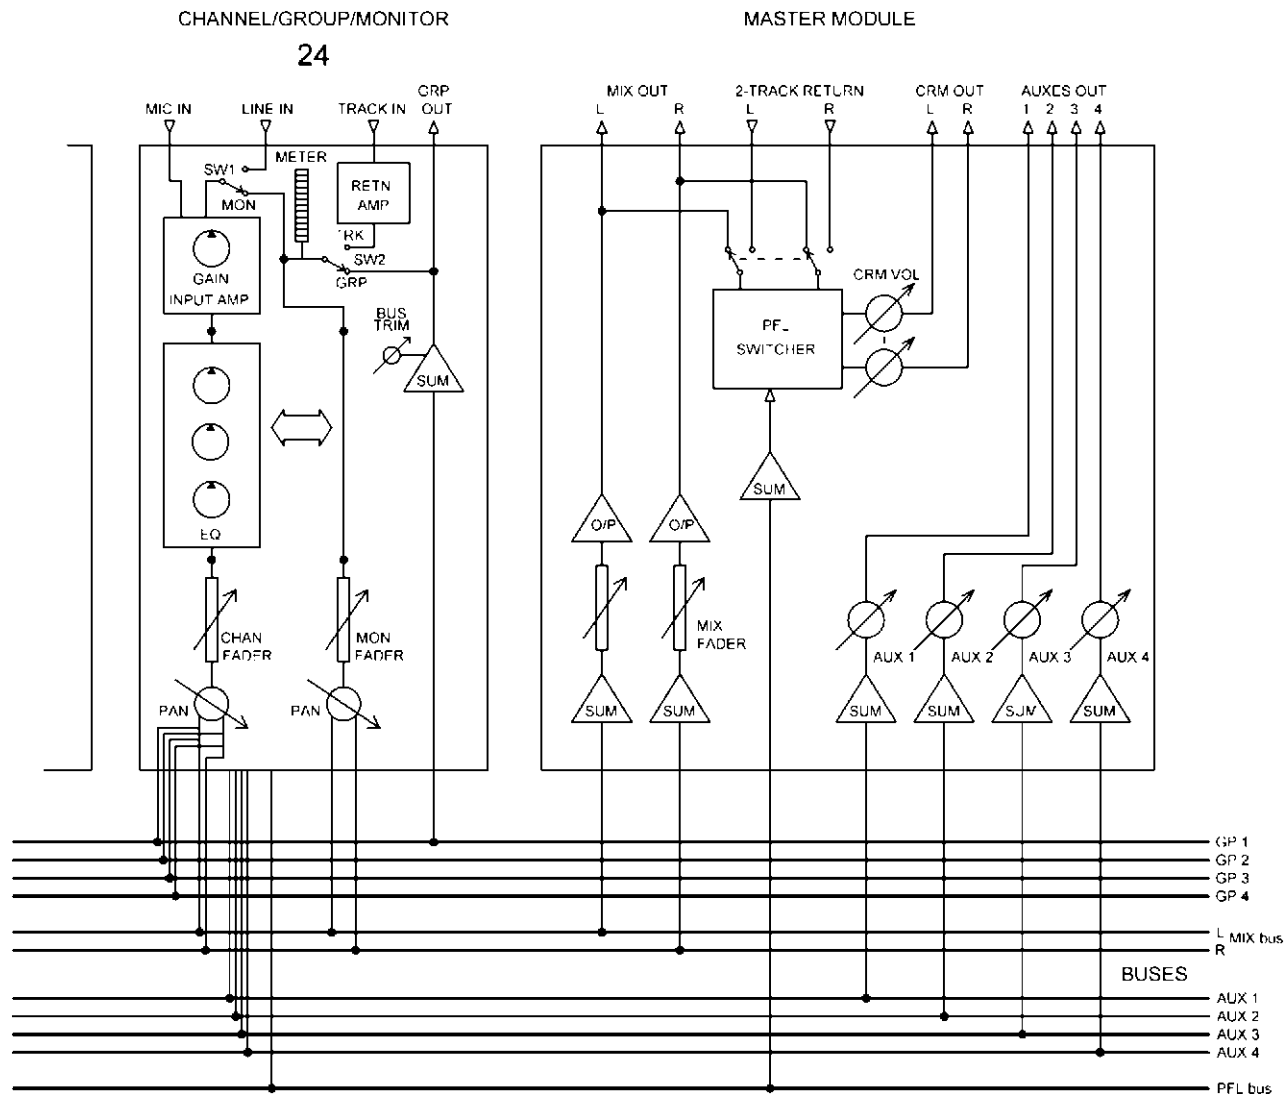 CHANNEL/GROUP/MONITOR
24
MASTER MODULE
MIC IN
LINE IN
TRACK IN
GRP OUT
MIX OUT
L R
2-TRACK RETURN
L R
CRM OUT
L R
AUXES OUT
1 2 3 4
SW1
METER
MON
RETN
AMP
TRK
SW2
GRP
GAIN
INPUT AMP
BUS
TRIM
SUM
EQ
CHAN
FADER
MON
FADER
PAN
PAN
CRM VOL
PFL
SWITCHER
SUM
O/P
O/P
MIX
FADER
SUM
SUM
AUX 1
AUX 2
AUX 3
AUX 4
SUM
SUM
SUM
SUM
GP 1
GP 2
GP 3
GP 4
L
MIX bus
R
BUSES
AUX 1
AUX 2
AUX 3
AUX 4
PFL bus